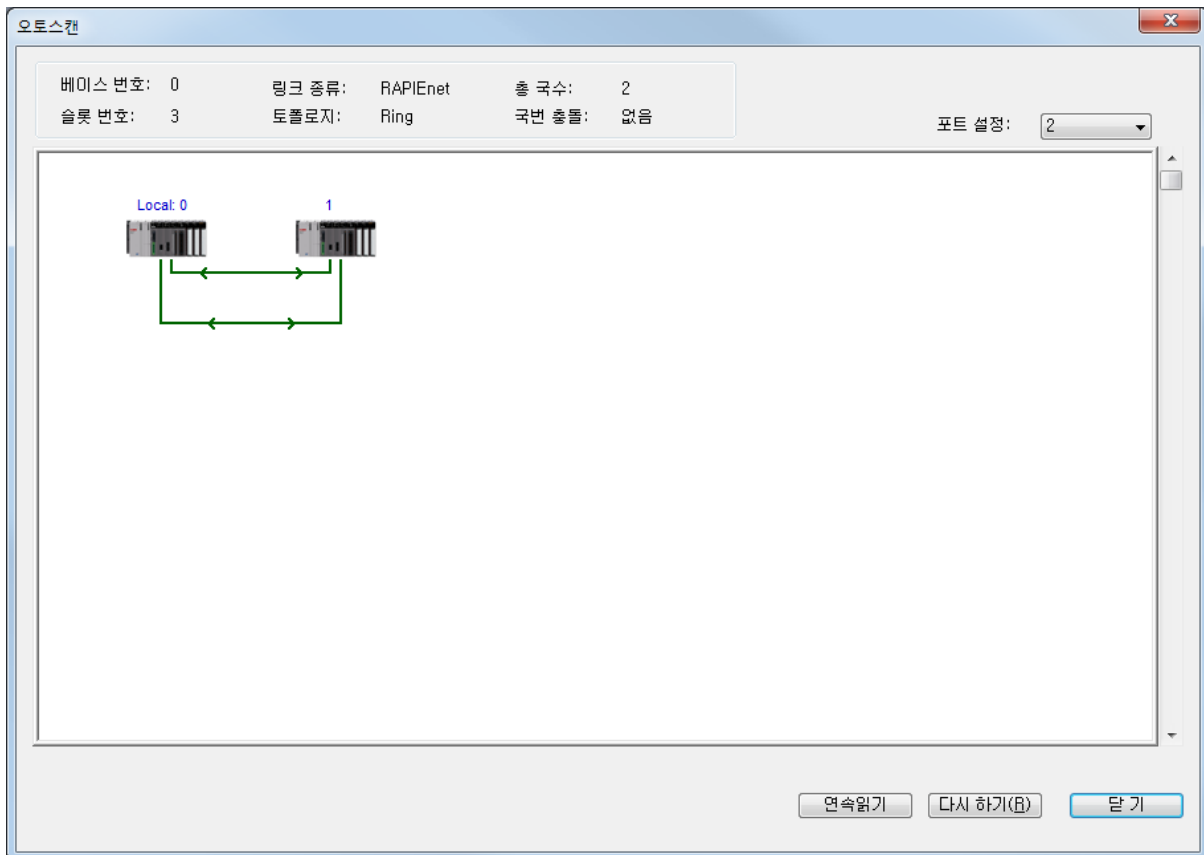 오토스캔
베이스 번호: 0 링크 종류: RAPIEnet 총 국수: 2
슬롯 번호: 3 토폴로지: Ring 국번 충돌: 없음
포트 설정: 2
Local: 0 1
연속읽기 다시 하기(R) 닫 기